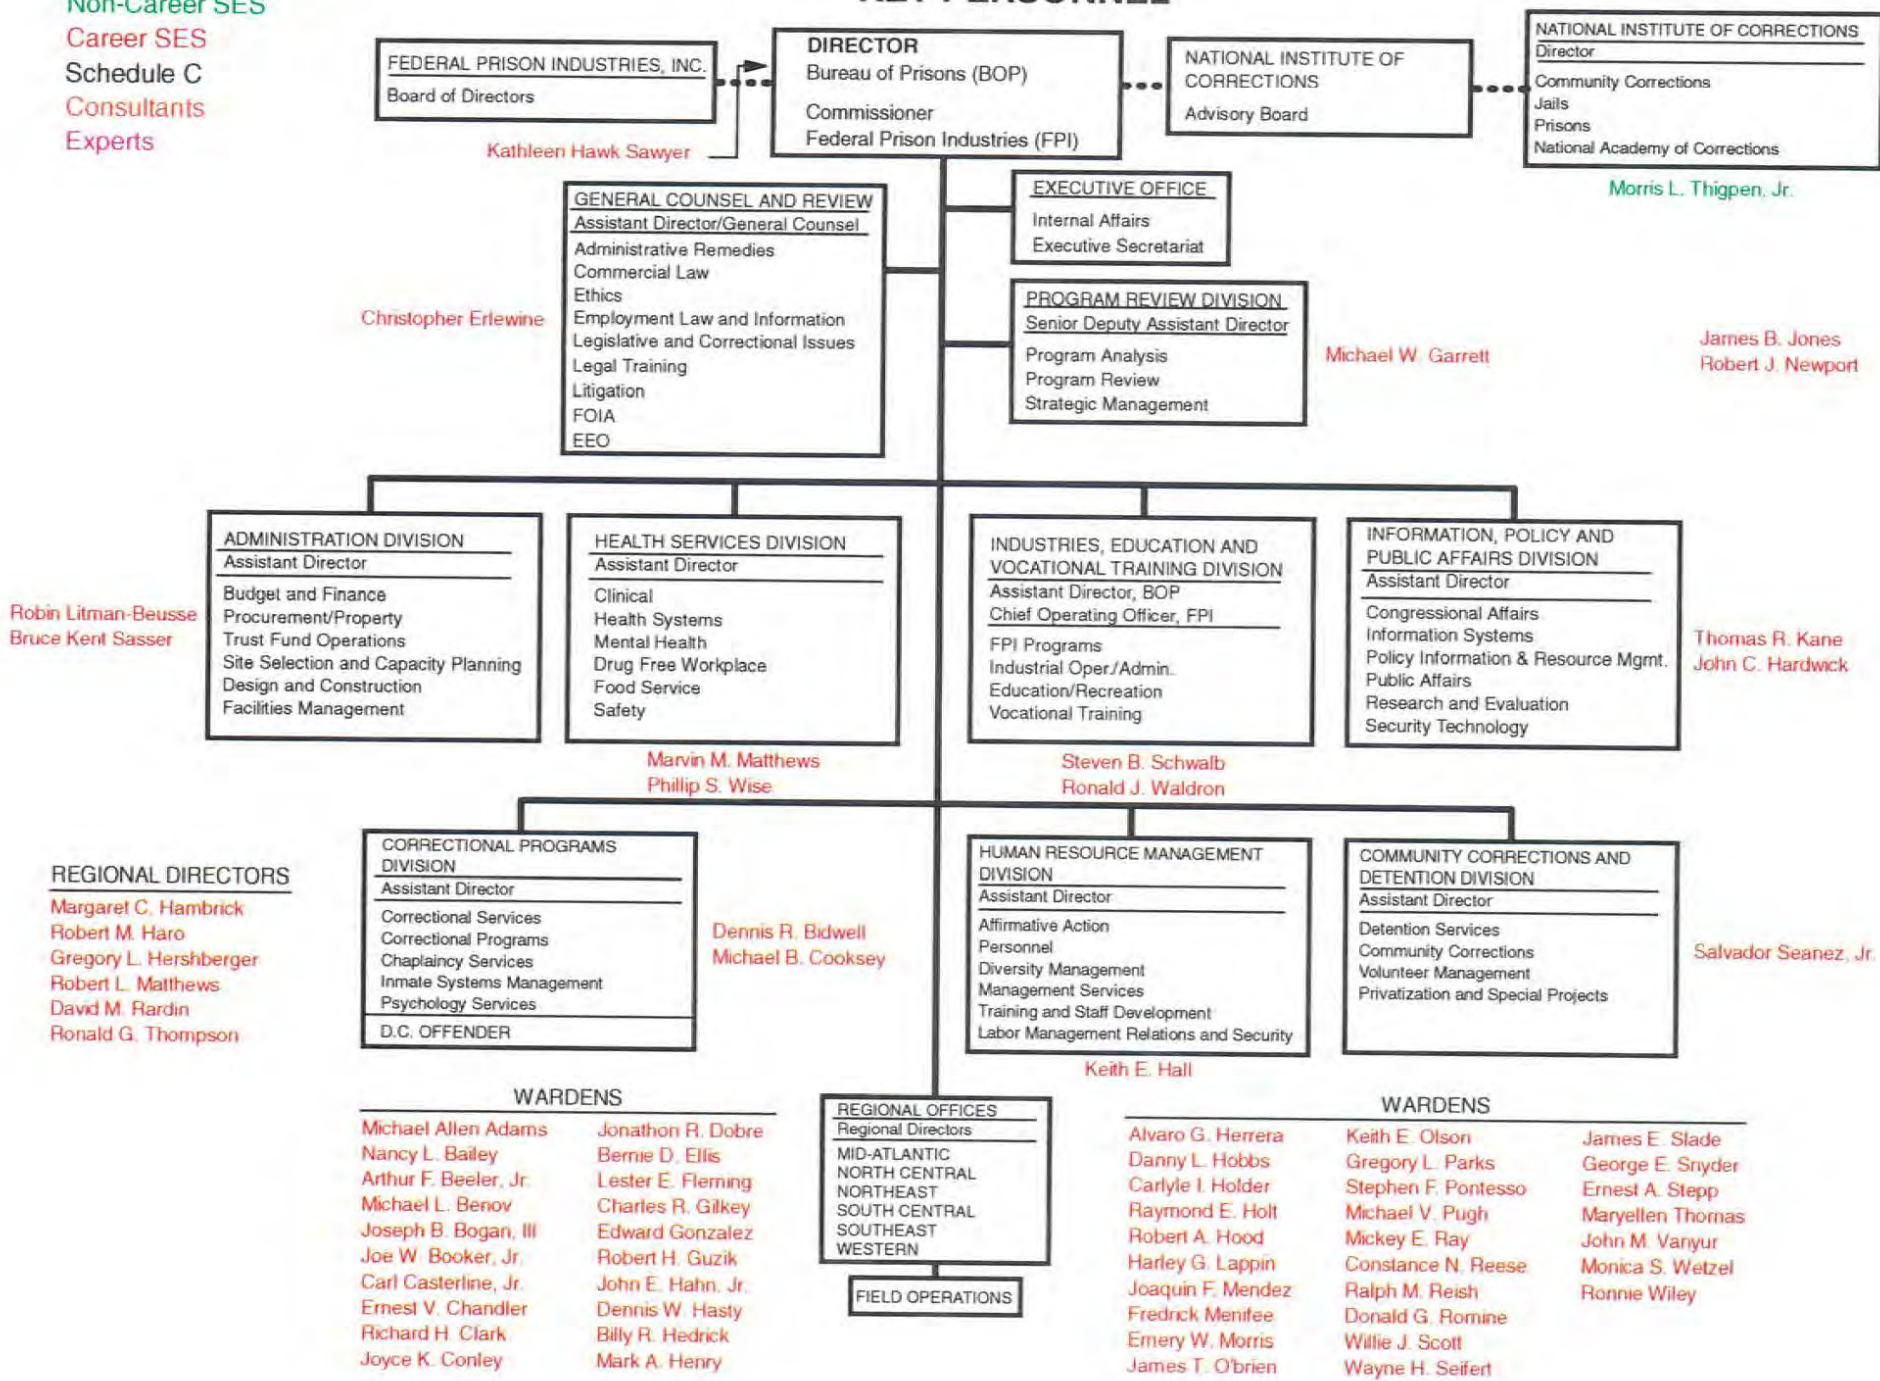 Non-Career SES
KEY PERSONNEL
Career SES
Schedule C
Consultants
Experts
FEDERAL PRISON INDUSTRIES, INC.
Board of Directors
Kathleen Hawk Sawyer
DIRECTOR
Bureau of Prisons (BOP)
Commissioner
Federal Prison Industries (FPI)
NATIONAL INSTITUTE OF
CORRECTIONS
Advisory Board
NATIONAL INSTITUTE OF CORRECTIONS
Director
Community Corrections
Jails
Prisons
National Academy of Corrections
Morris L. Thigpen, Jr.
GENERAL COUNSEL AND REVIEW
Assistant Director/General Counsel
Administrative Remedies
Commercial Law
Ethics
Employment Law and Information
Legislative and Correctional Issues
Legal Training
Litigation
FOIA
EEO
Christopher Erlewine
EXECUTIVE OFFICE
Internal Affairs
Executive Secretariat
PROGRAM REVIEW DIVISION
Senior Deputy Assistant Director
Program Analysis
Program Review
Strategic Management
Michael W. Garrett
James B. Jones
Robert J. Newport
ADMINISTRATION DIVISION
Assistant Director
Budget and Finance
Procurement/Property
Trust Fund Operations
Site Selection and Capacity Planning
Design and Construction
Facilities Management
Robin Litman-Beusse
Bruce Kent Sasser
HEALTH SERVICES DIVISION
Assistant Director
Clinical
Health Systems
Mental Health
Drug Free Workplace
Food Service
Safety
Marvin M. Matthews
Phillip S. Wise
INDUSTRIES, EDUCATION AND
VOCATIONAL TRAINING DIVISION
Assistant Director, BOP
Chief Operating Officer, FPI
FPI Programs
Industrial Oper./Admin.
Education/Recreation
Vocational Training
Steven B. Schwalb
Ronald J. Waldron
INFORMATION, POLICY AND
PUBLIC AFFAIRS DIVISION
Assistant Director
Congressional Affairs
Information Systems
Policy Information & Resource Mgmt.
Public Affairs
Research and Evaluation
Security Technology
Thomas R. Kane
John C. Hardwick
REGIONAL DIRECTORS
Margaret C. Hambrick
Robert M. Haro
Gregory L. Hershberger
Robert L. Matthews
David M. Rardin
Ronald G. Thompson
CORRECTIONAL PROGRAMS
DIVISION
Assistant Director
Correctional Services
Correctional Programs
Chaplaincy Services
Inmate Systems Management
Psychology Services
D.C. OFFENDER
Dennis R. Bidwell
Michael B. Cooksey
HUMAN RESOURCE MANAGEMENT
DIVISION
Assistant Director
Affirmative Action
Personnel
Diversity Management
Management Services
Training and Staff Development
Labor Management Relations and Security
Keith E. Hall
COMMUNITY CORRECTIONS AND
DETENTION DIVISION
Assistant Director
Detention Services
Community Corrections
Volunteer Management
Privatization and Special Projects
Salvador Seanez, Jr.
WARDENS
Michael Allen Adams
Nancy L. Bailey
Arthur F. Beeler, Jr.
Michael L. Benov
Joseph B. Bogan, III
Joe W. Booker, Jr.
Carl Casterline, Jr.
Ernest V. Chandler
Richard H. Clark
Joyce K. Conley
Jonathon R. Dobre
Bernie D. Ellis
Lester E. Fleming
Charles R. Gilkey
Edward Gonzalez
Robert H. Guzik
John E. Hahn, Jr.
Dennis W. Hasty
Billy R. Hedrick
Mark A. Henry
REGIONAL OFFICES
Regional Directors
MID-ATLANTIC
NORTH CENTRAL
NORTHEAST
SOUTH CENTRAL
SOUTHEAST
WESTERN
FIELD OPERATIONS
WARDENS
Alvaro G. Herrera
Danny L. Hobbs
Carlyle I. Holder
Raymond E. Holt
Robert A. Hood
Harley G. Lappin
Joaquin F. Mendez
Fredrick Menifee
Emery W. Morris
James T. O'brien
Keith E. Olson
Gregory L. Parks
Stephen F. Pontesso
Michael V. Pugh
Mickey E. Ray
Constance N. Reese
Ralph M. Reish
Donald G. Romine
Willie J. Scott
Wayne H. Seifert
James E. Slade
George E. Snyder
Ernest A. Stepp
Maryellen Thomas
John M. Vanyur
Monica S. Wetzel
Ronnie Wiley